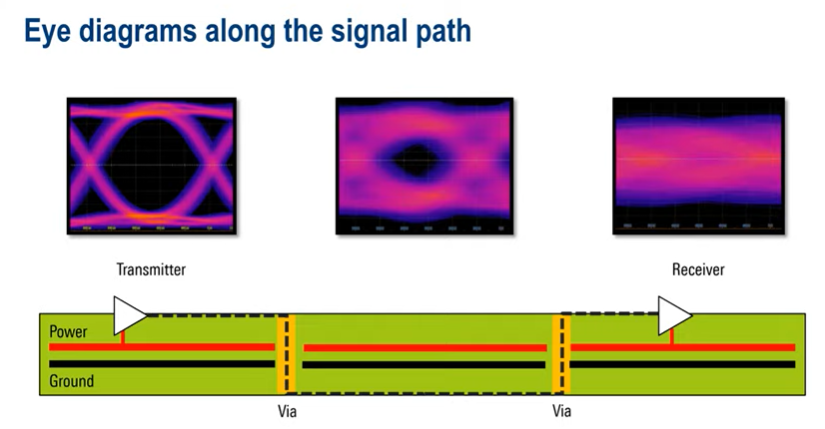 Eye diagrams along the signal path
Transmitter
Receiver
Power
Ground
Via
Via